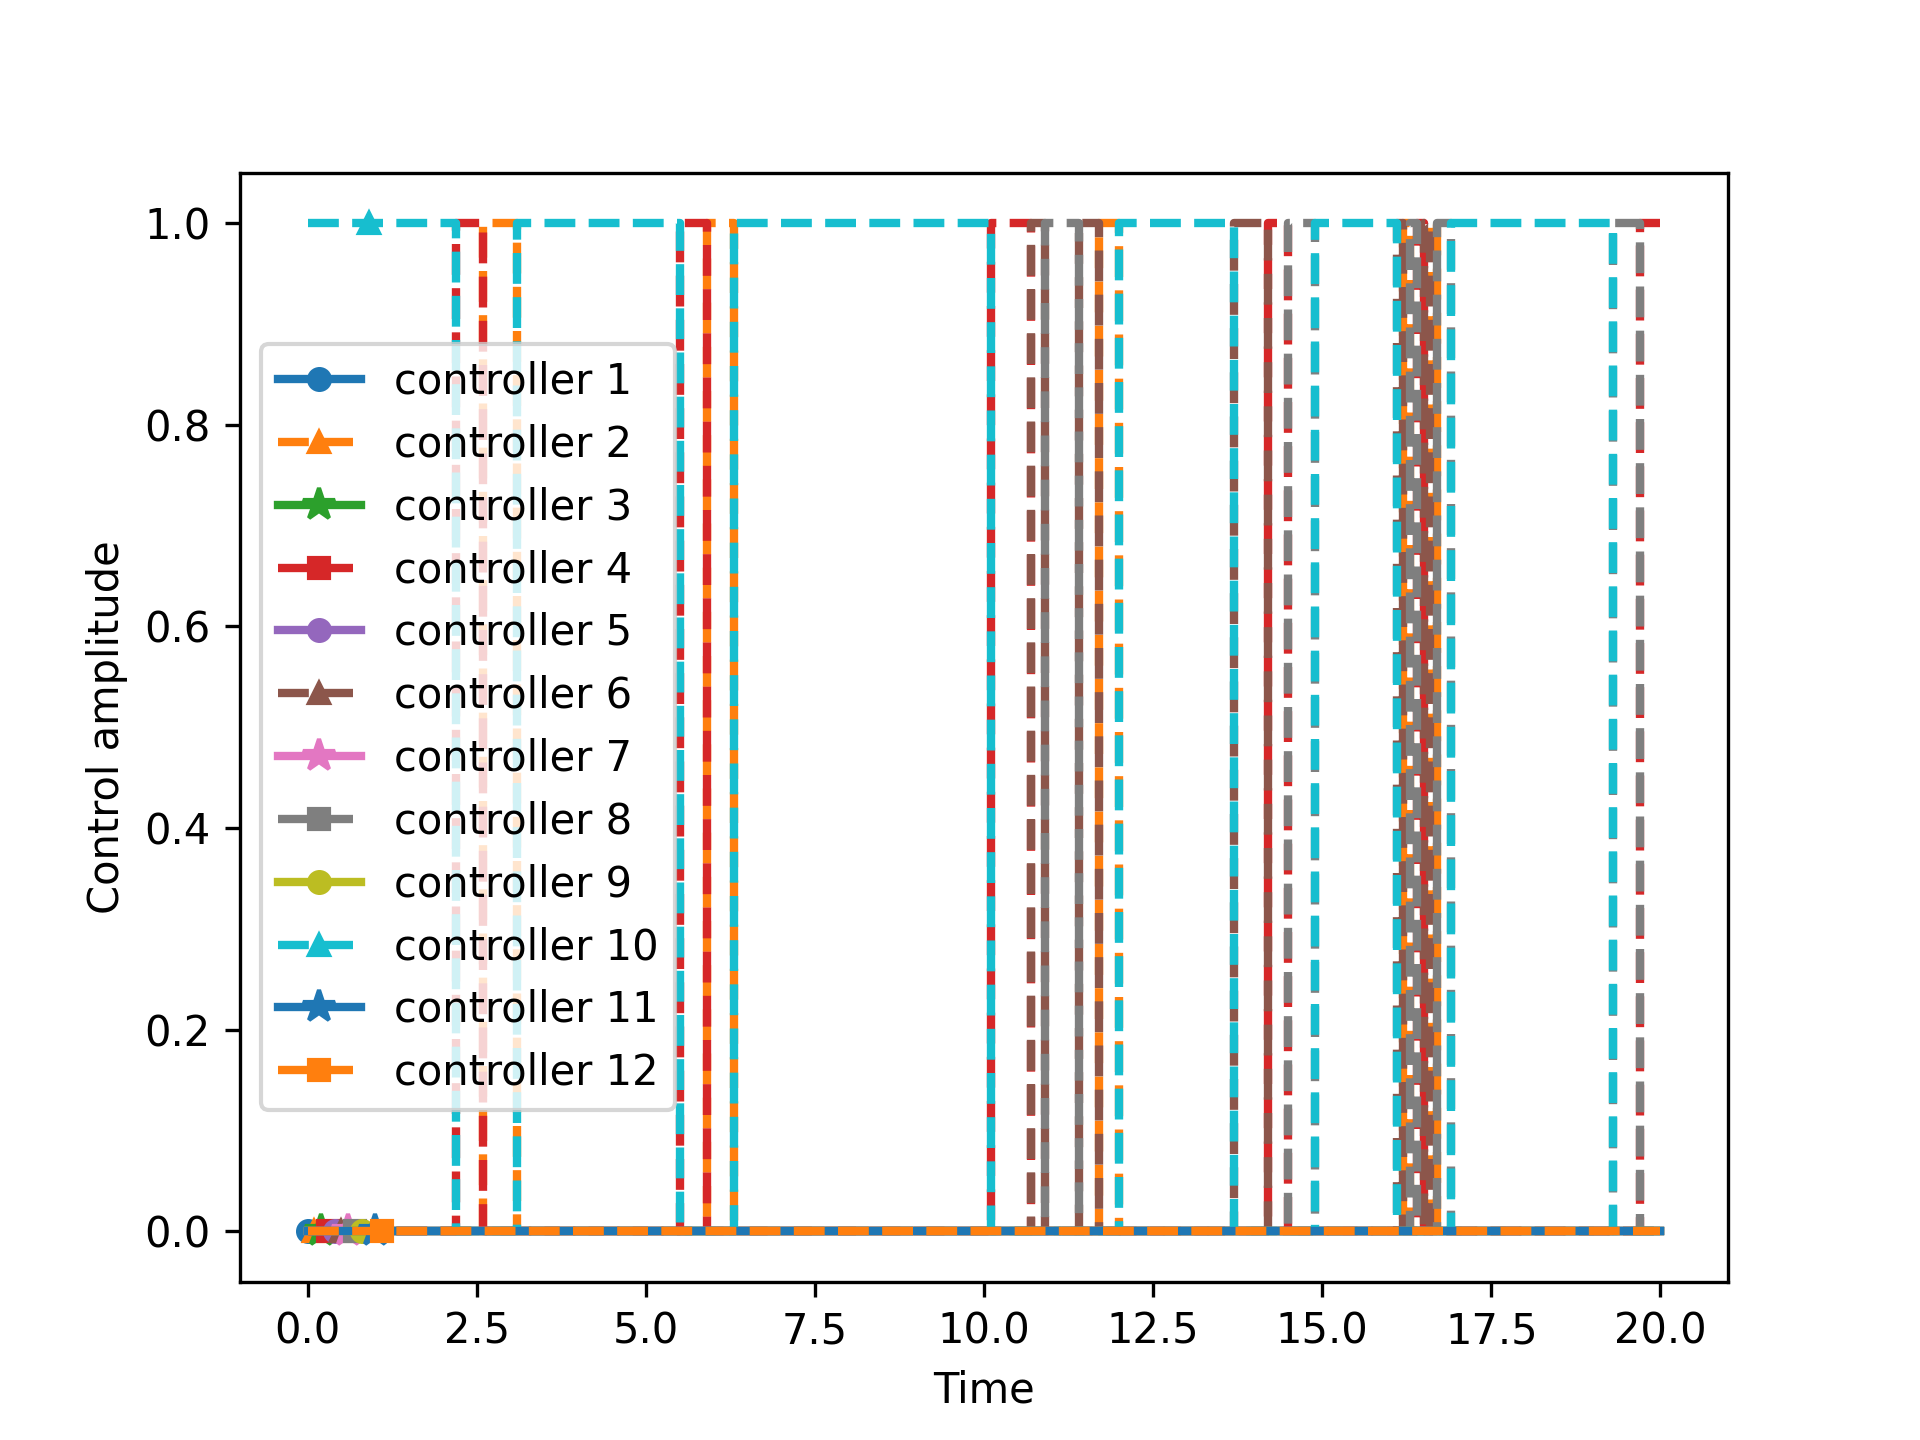 1.0
0.8
0.6
0.4
0.2
0.0
Control amplitude
controller 1
controller 2
controller 3
controller 4
controller 5
controller 6
controller 7
controller 8
controller 9
controller 10
controller 11
controller 12
0.0 2.5 5.0 7.5 10.0 12.5 15.0 17.5 20.0
Time